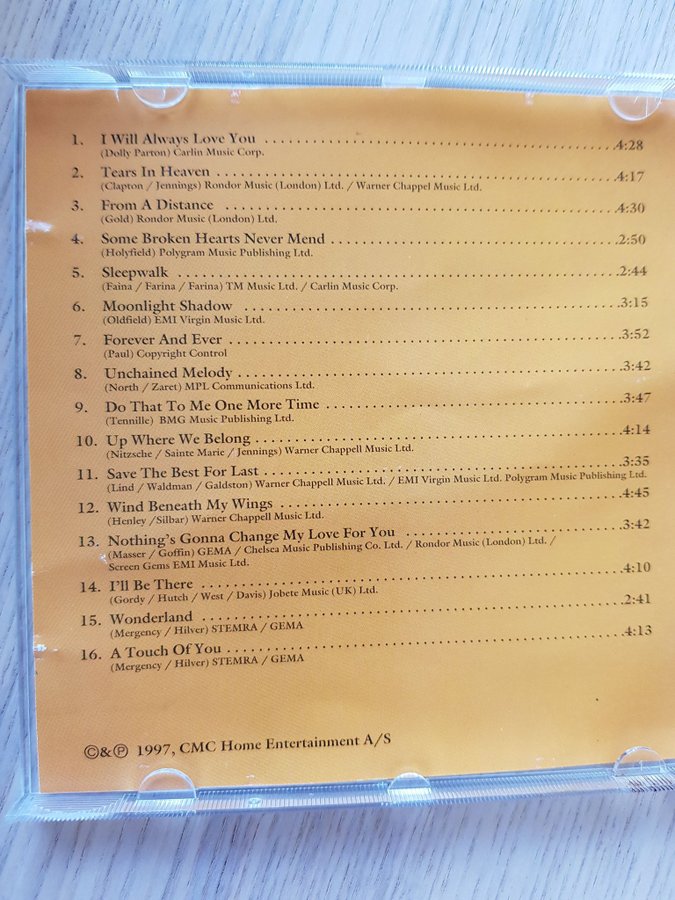 1. I Will Always Love You ........................................ 4:28
(Dolly Parton) Carlin Music Corp.
2. Tears In Heaven ........................................ 4:17
(Clapton / Jennings) Rondor Music (London) Ltd. / Warner Chappel Music Ltd.
3. From A Distance ........................................ 4:30
(Gold) Rondor Music (London) Ltd.
4. Some Broken Hearts Never Mend ........................................ 2:50
(Holyfield) Polygram Music Publishing Ltd.
5. Sleepwalk ........................................ 2:44
(Faina / Farina / Farina) TM Music Ltd. / Carlin Music Corp.
6. Moonlight Shadow ........................................ 3:15
(Oldfield) EMI Virgin Music Ltd.
7. Forever And Ever ........................................ 3:52
(Paul) Copyright Control
8. Unchained Melody ........................................ 3:42
(North / Zaret) MPL Communications Ltd.
9. Do That To Me One More Time ........................................ 3:47
(Tennille) BMG Music Publishing Ltd.
10. Up Where We Belong ........................................ 4:14
(Nitzsche / Sainte Marie / Jennings) Warner Chappell Music Ltd.
11. Save The Best For Last ........................................ 3:35
(Lind / Waldman / Galdston) Warner Chappell Music Ltd. / EMI Virgin Music Ltd. Polygram Music Publishing Ltd.
12. Wind Beneath My Wings ........................................ 4:45
(Henley /Silbar) Warner Chappell Music Ltd.
13. Nothing's Gonna Change My Love For You ........................................ 3:42
(Masser / Goffin) GEMA / Chelsea Music Publishing Co. Ltd. / Rondor Music (London) Ltd. /
Screen Gems EMI Music Ltd.
14. I'll Be There ........................................ 4:10
(Gordy / Hutch / West / Davis) Jobete Music (UK) Ltd.
15. Wonderland ........................................ 2:41
(Mergency / Hilver) STEMRA / GEMA
16. A Touch Of You ........................................ 4:13
(Mergency / Hilver) STEMRA / GEMA
©&℗ 1997, CMC Home Entertainment A/S